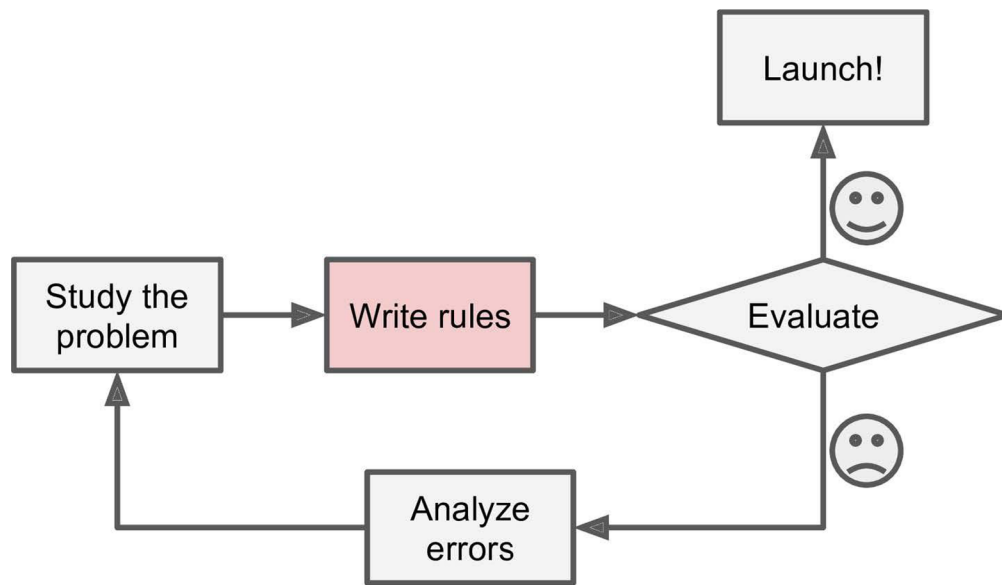 Launch!
Study the
problem
Write rules
Evaluate
Analyze
errors